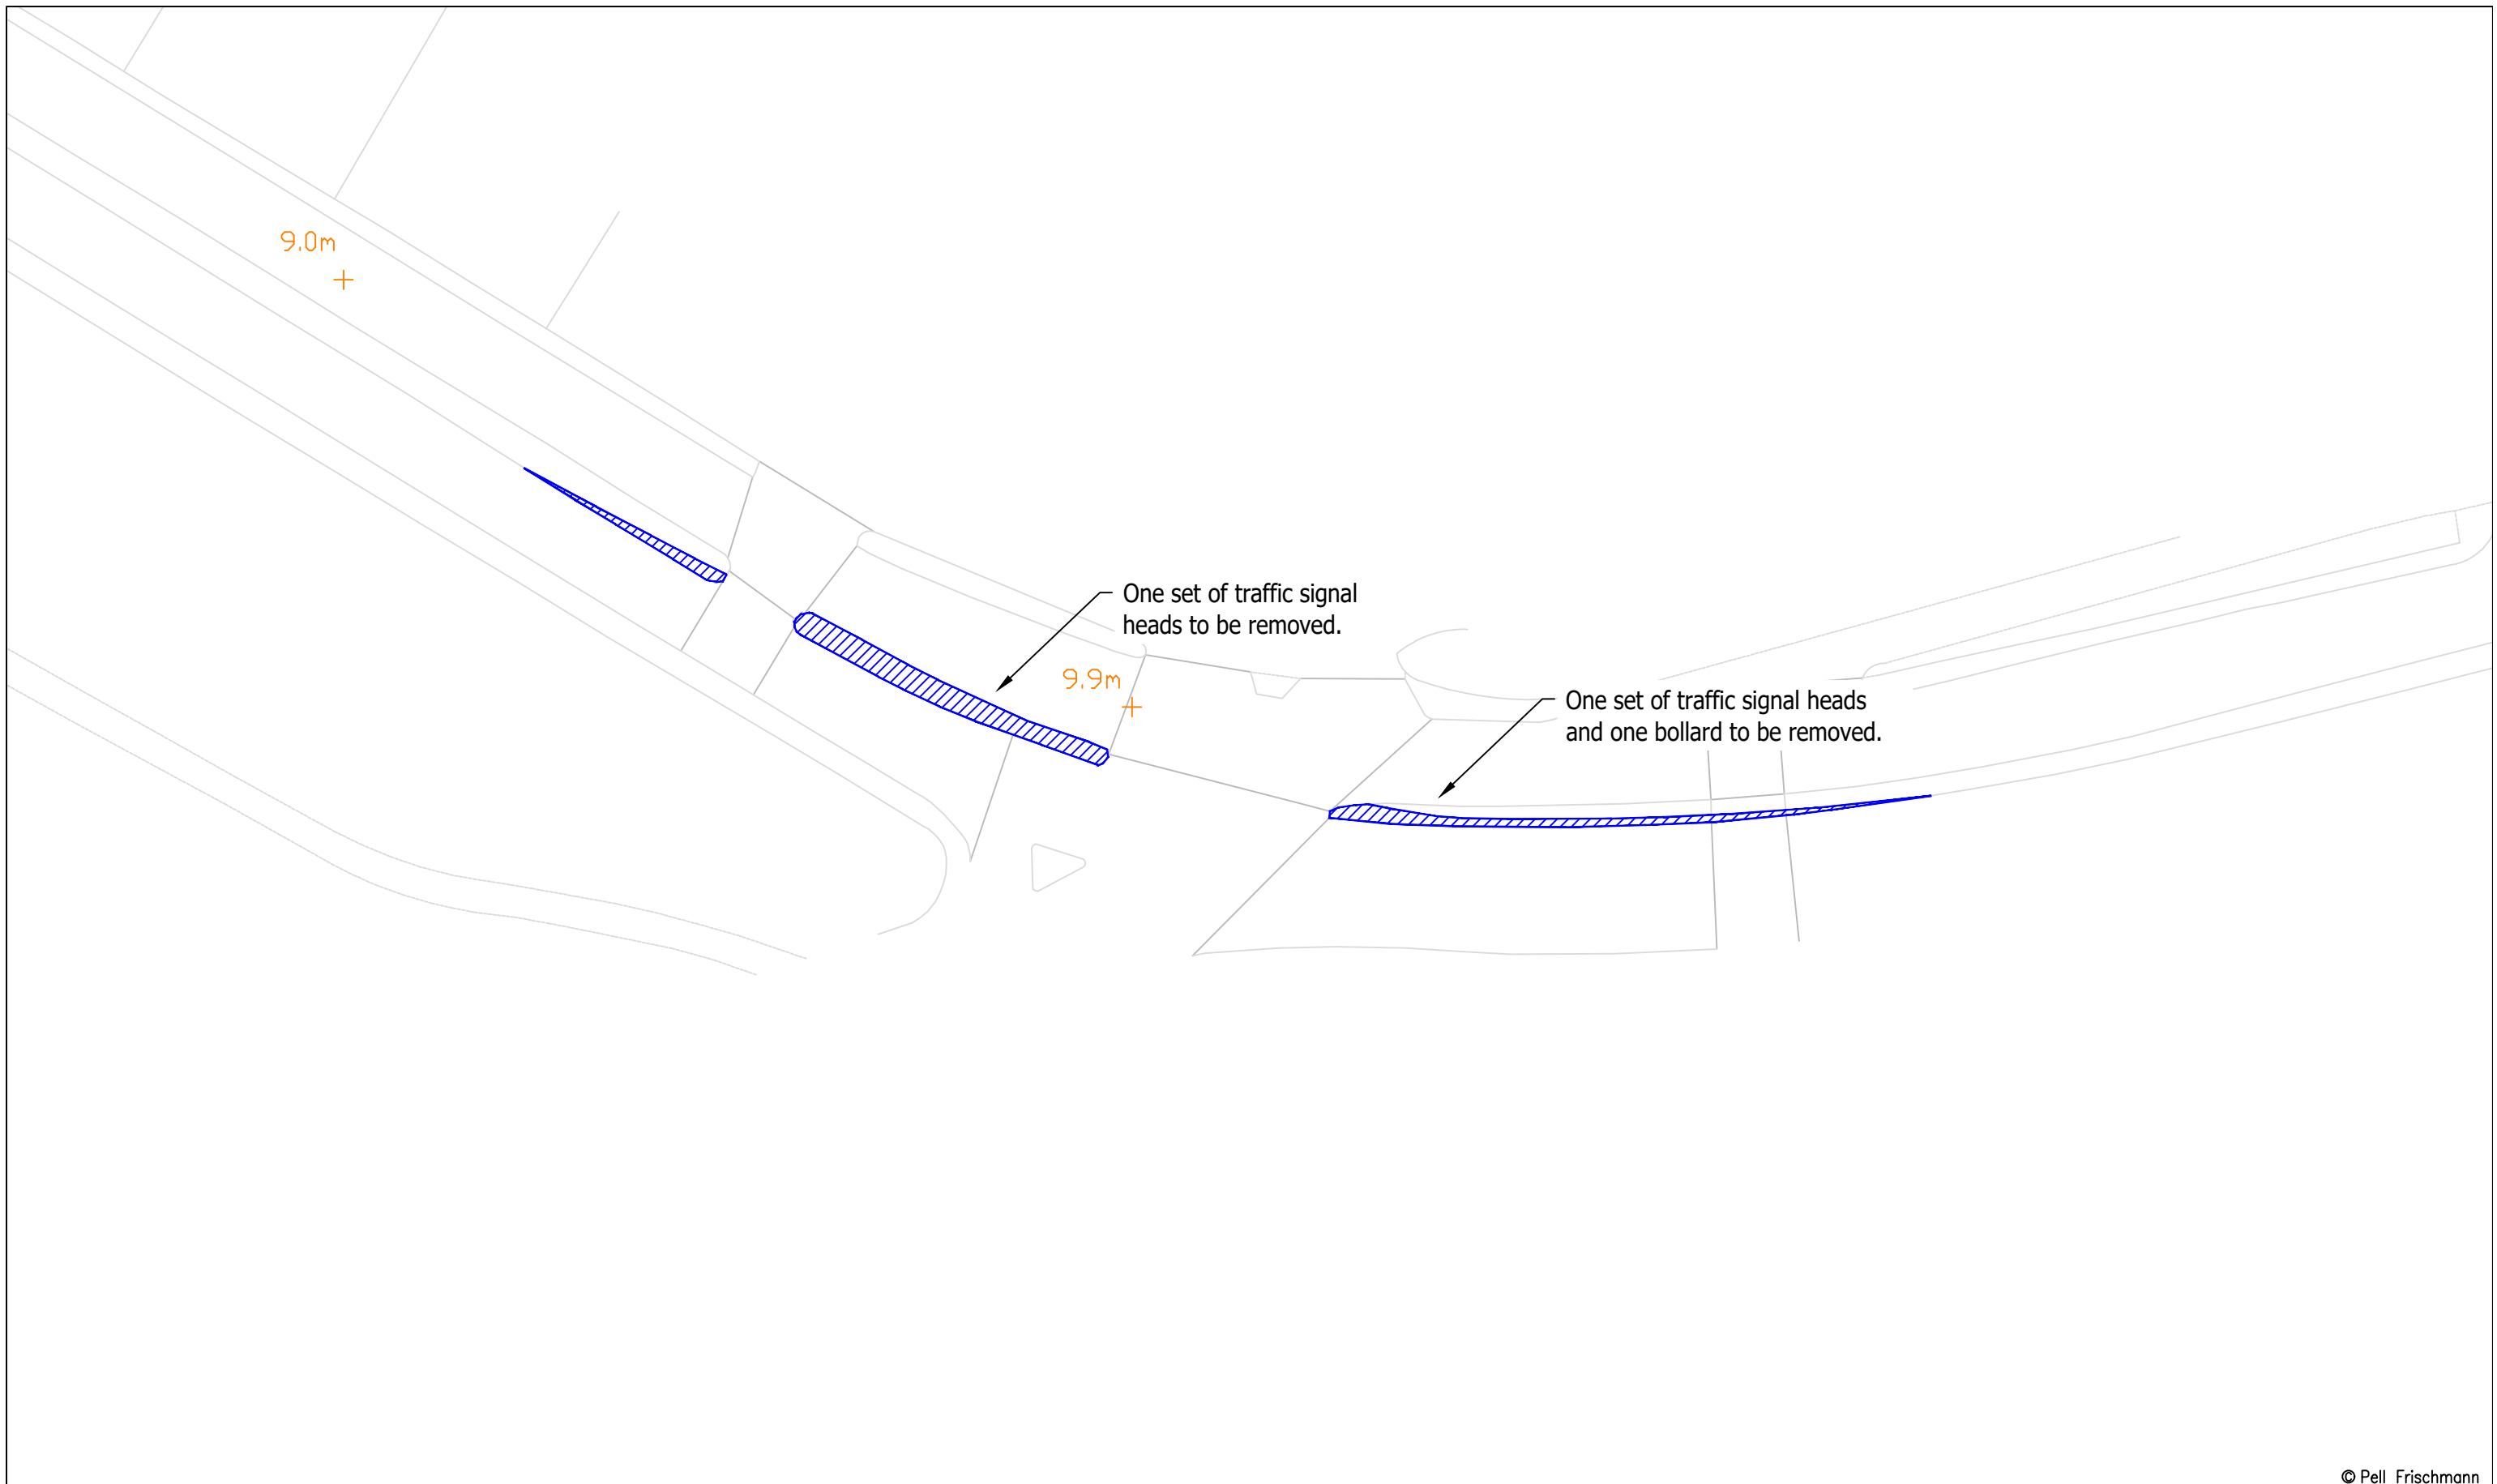 9.0m
One set of traffic signal
heads to be removed.
9.9m
One set of traffic signal heads
and one bollard to be removed.
© Pell Frischmann